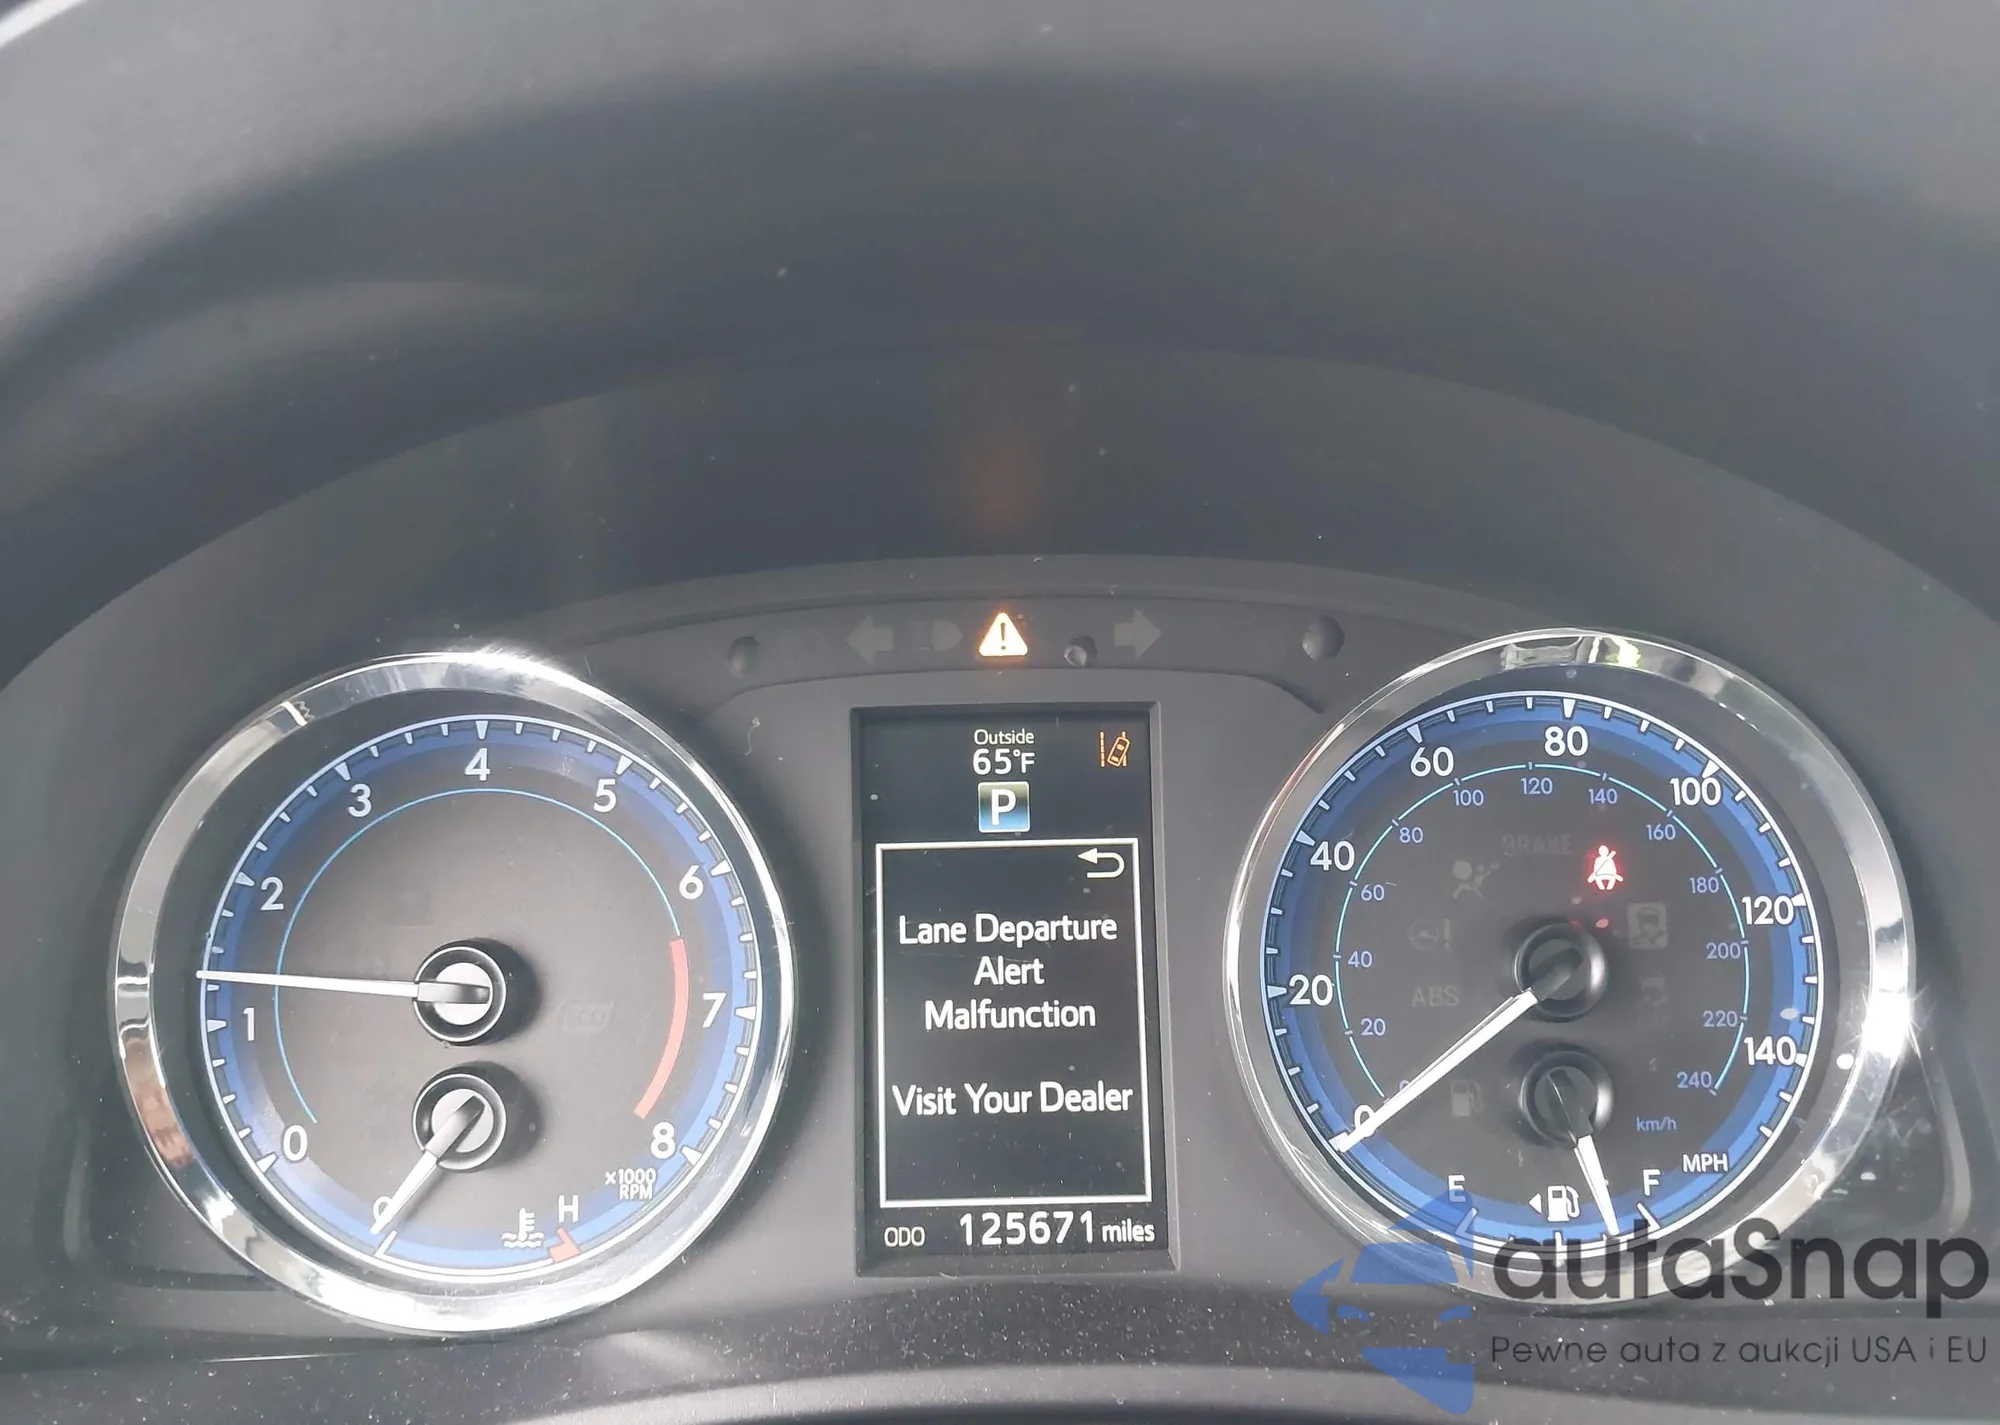 Outside
65°F
P
Lane Departure
Alert
Malfunction
Visit Your Dealer
ODO 125671 miles
0
1
2
3
4
5
6
7
8
x1000
RPM
H
0
20
40
60
80
100
120
140
MPH
20
40
60
80
100
120
140
160
180
200
220
240
km/h
BRAKE
ABS
E
F
autaSnap
Pewne auta z aukcji USA i EU